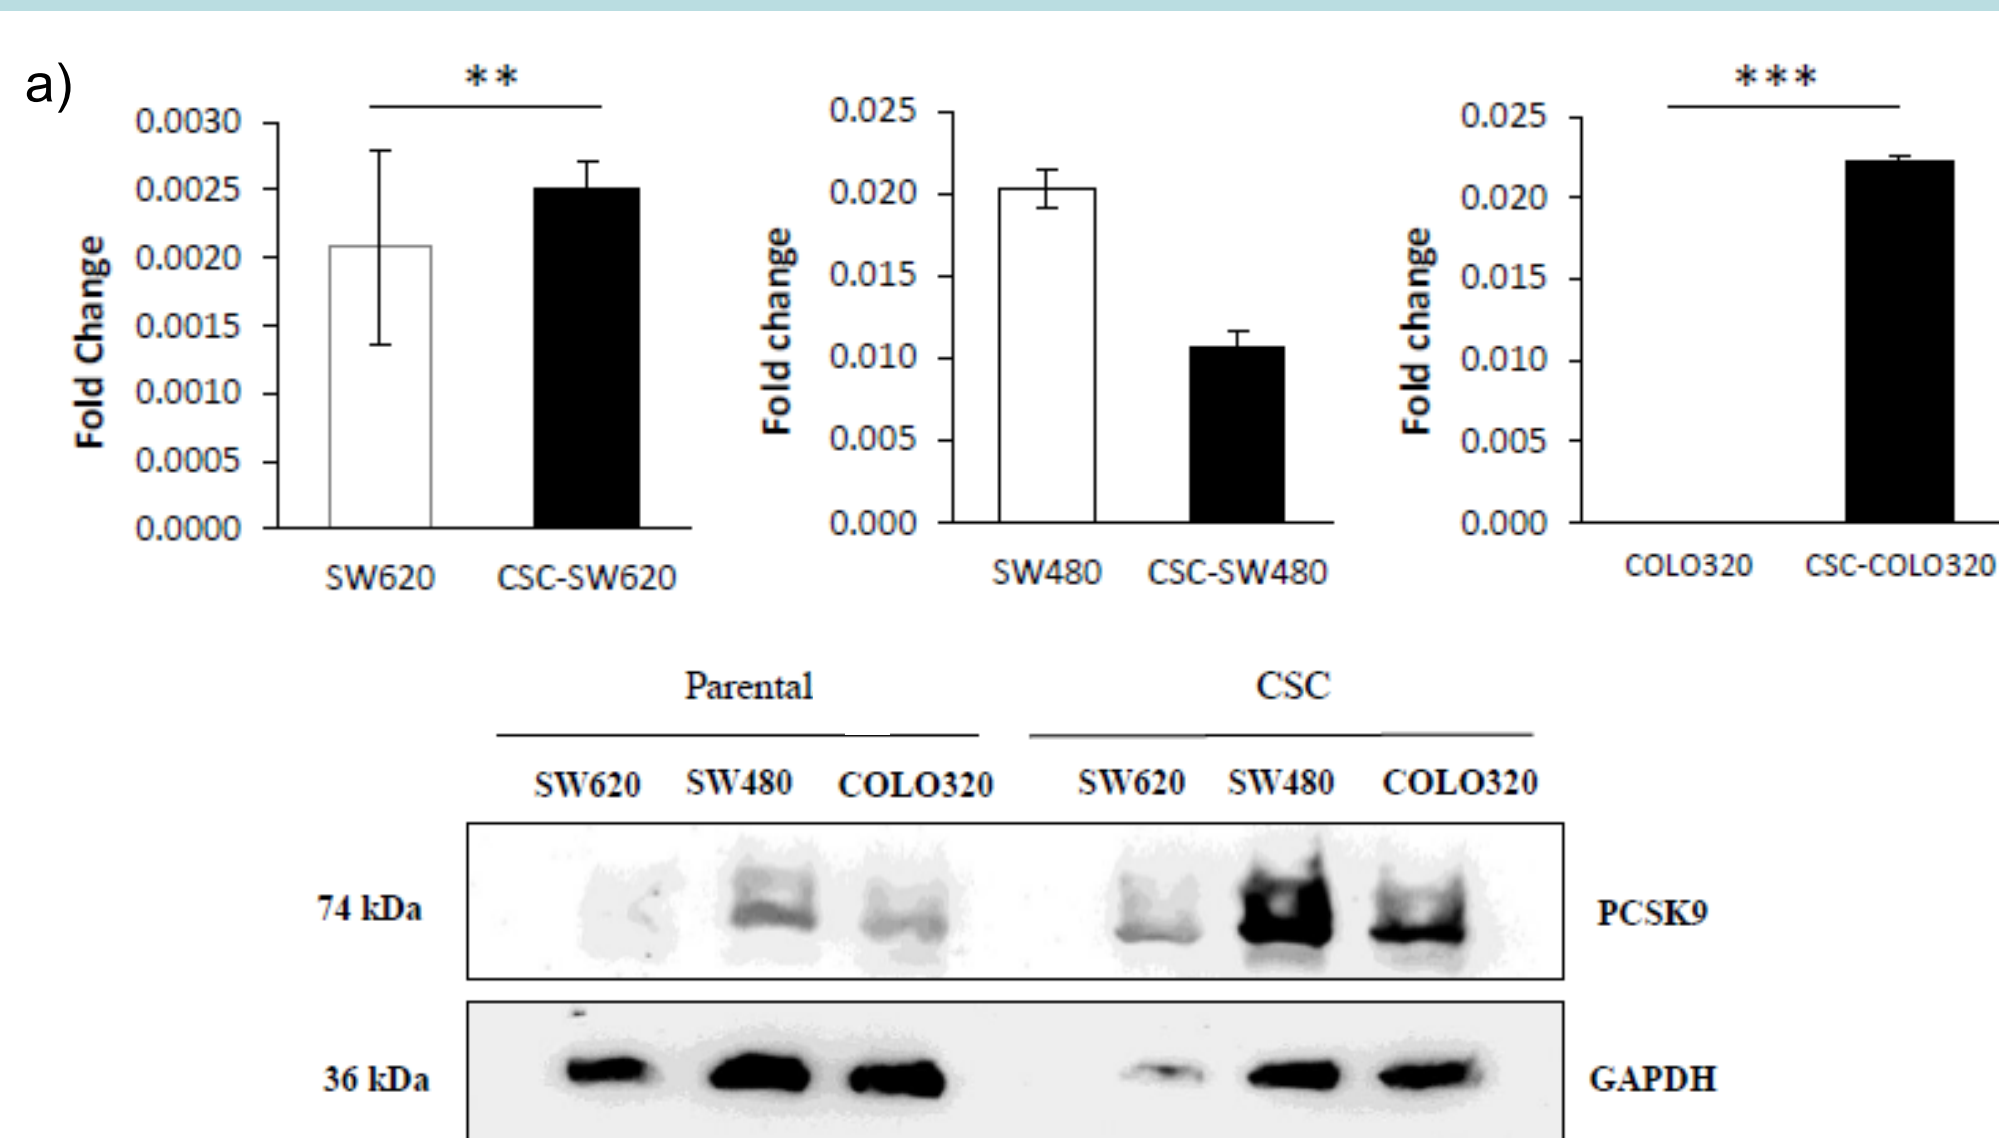 a)
**
0.0030
0.0025
0.0020
0.0015
0.0010
0.0005
0.0000
Fold Change
SW620 CSC-SW620
0.025
0.020
0.015
0.010
0.005
0.000
Fold change
SW480 CSC-SW480
***
0.025
0.020
0.015
0.010
0.005
0.000
Fold change
COLO320 CSC-COLO320
Parental CSC
SW620 SW480 COLO320 SW620 SW480 COLO320
74 kDa PCSK9
36 kDa GAPDH